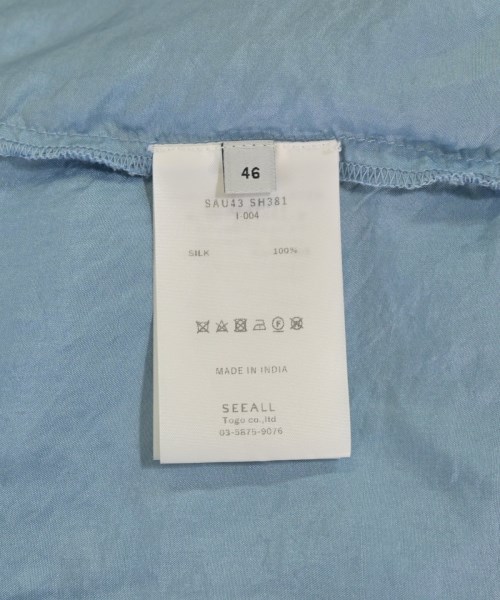 46
SAU43 SH381
I-004
SILK 100%
MADE IN INDIA
SEEALL
Togo co.,ltd
03-5875-9076